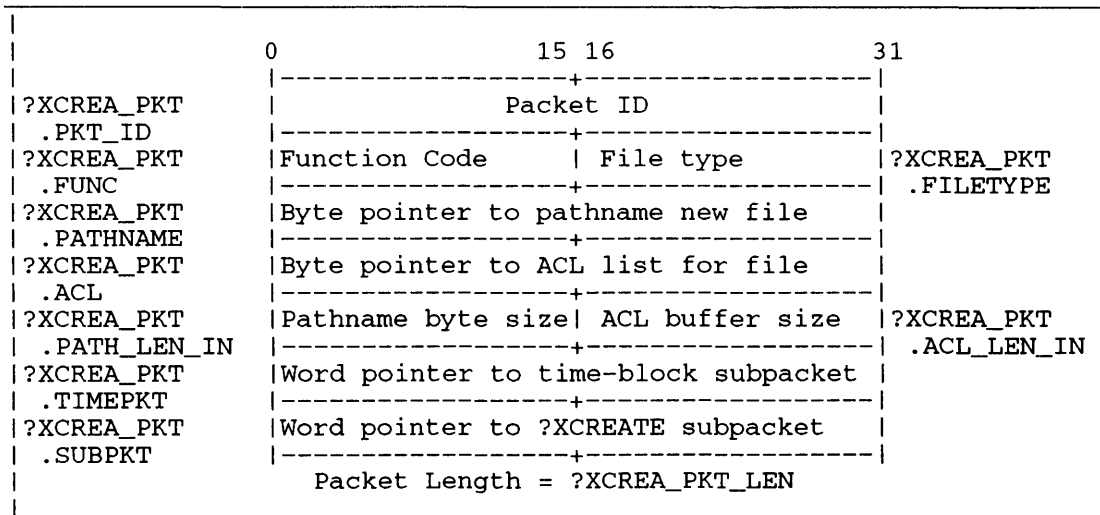 0 15 16 31
?XCREA_PKT Packet ID
.PKT_ID
?XCREA_PKT |Function Code | File type |?XCREA_PKT
.FUNC .FILETYPE
?XCREA_PKT |Byte pointer to pathname new file |
.PATHNAME
?XCREA_PKT |Byte pointer to ACL list for file |
.ACL
?XCREA_PKT |Pathname byte size| ACL buffer size |?XCREA_PKT
.PATH_LEN_IN .ACL_LEN_IN
?XCREA_PKT |Word pointer to time-block subpacket |
.TIMEPKT
?XCREA_PKT |Word pointer to ?XCREATE subpacket |
.SUBPKT
Packet Length = ?XCREA_PKT_LEN